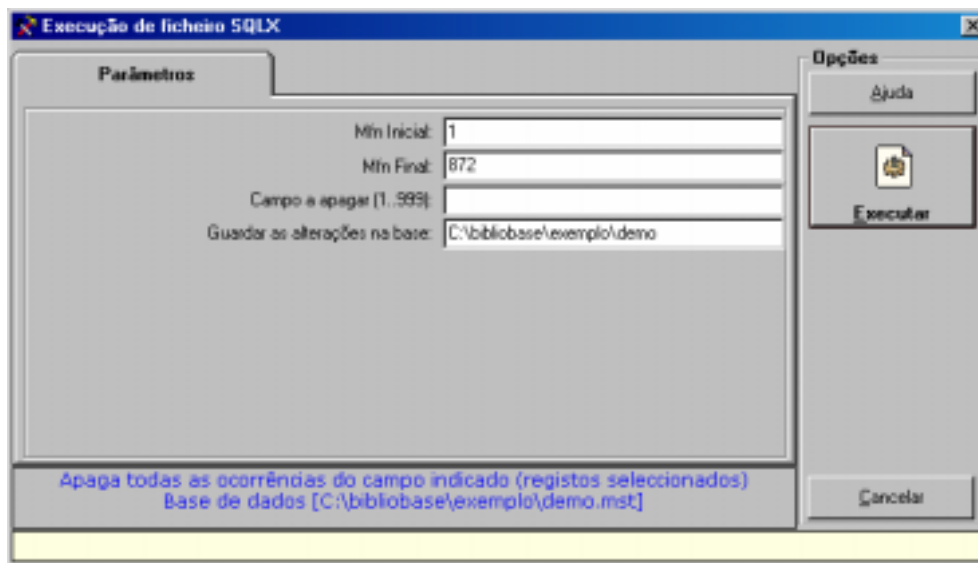 Execução de ficheiro SQLX
Parâmetros
Mfn Inicial: 1
Mfn Final: 872
Campo a apagar (1..999):
Guardar as alterações na base: C:\bibliobase\exemplo\demo
Opções
Ajuda
Executar
Cancelar
Apaga todas as ocorrências do campo indicado (registos seleccionados)
Base de dados [C:\bibliobase\exemplo\demo.mst]